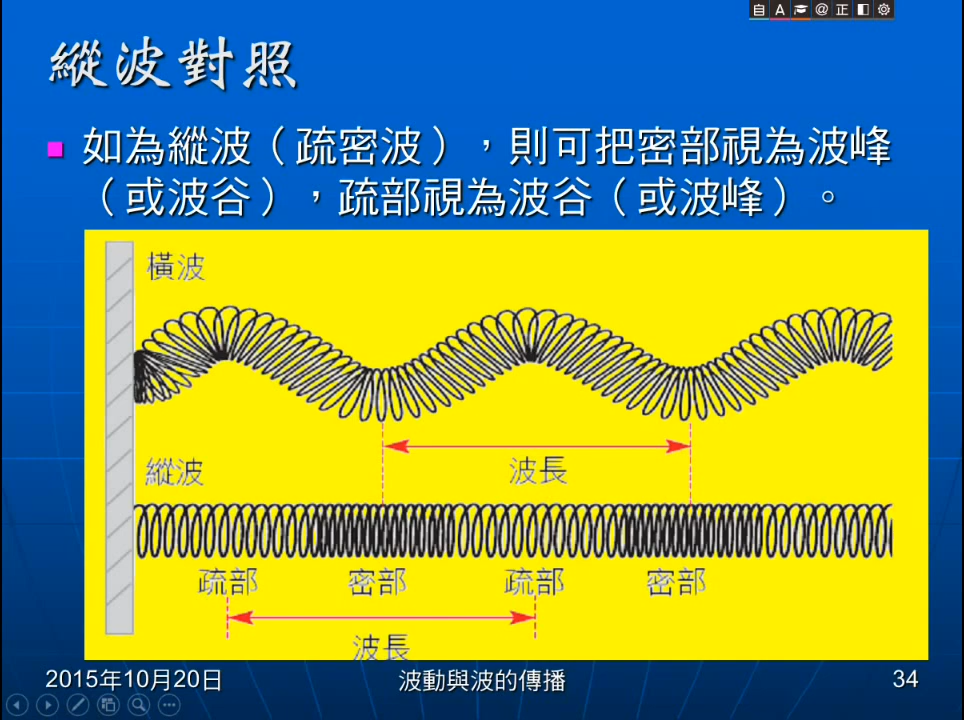 自 A @ 正
縱波對照
如為縱波（疏密波），則可把密部視為波峰
（或波谷），疏部視為波谷（或波峰）。
橫波
波長
縱波
疏部 密部 疏部 密部
波長
2015年10月20日 波動與波的傳播 34